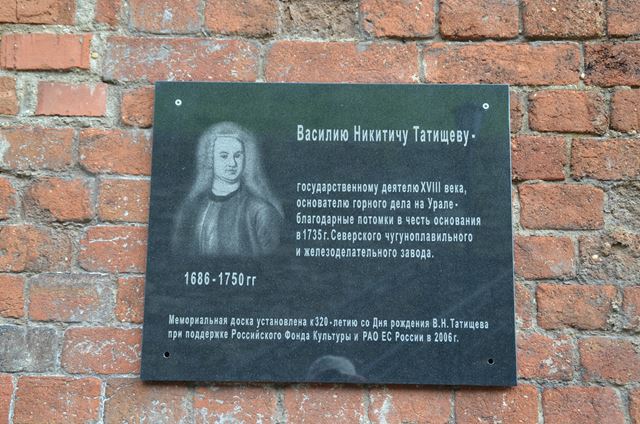 Василию Никитичу Татищеву-
государственному деятелю XVIII века,
основателю горного дела на Урале-
благодарные потомки в честь основания
в 1735 г. Северского чугуноплавильного
и железоделательного завода.
1686 - 1750 гг
Мемориальная доска установлена к 320 - летию со Дня рождения В.Н. Татищева
при поддержке Российского Фонда Культуры и РАО ЕС России в 2006 г.